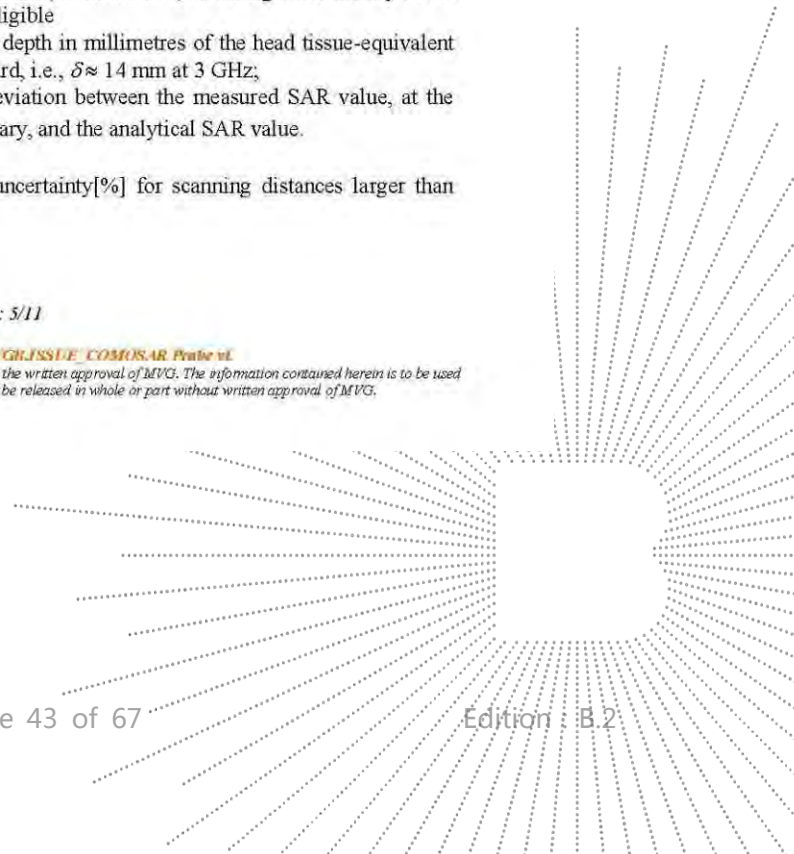 ligible
depth in millimetres of the head tissue-equivalent
rd, i.e., δ≈ 14 mm at 3 GHz;
eviation between the measured SAR value, at the
ary, and the analytical SAR value.
uncertainty[%] for scanning distances larger than
: 5/11
GB.ISSUE_COMOSAR Probe vL
the written approval of MVG. The information contained herein is to be used
be released in whole or part without written approval of MVG.
e 43 of 67 Edition : B.2